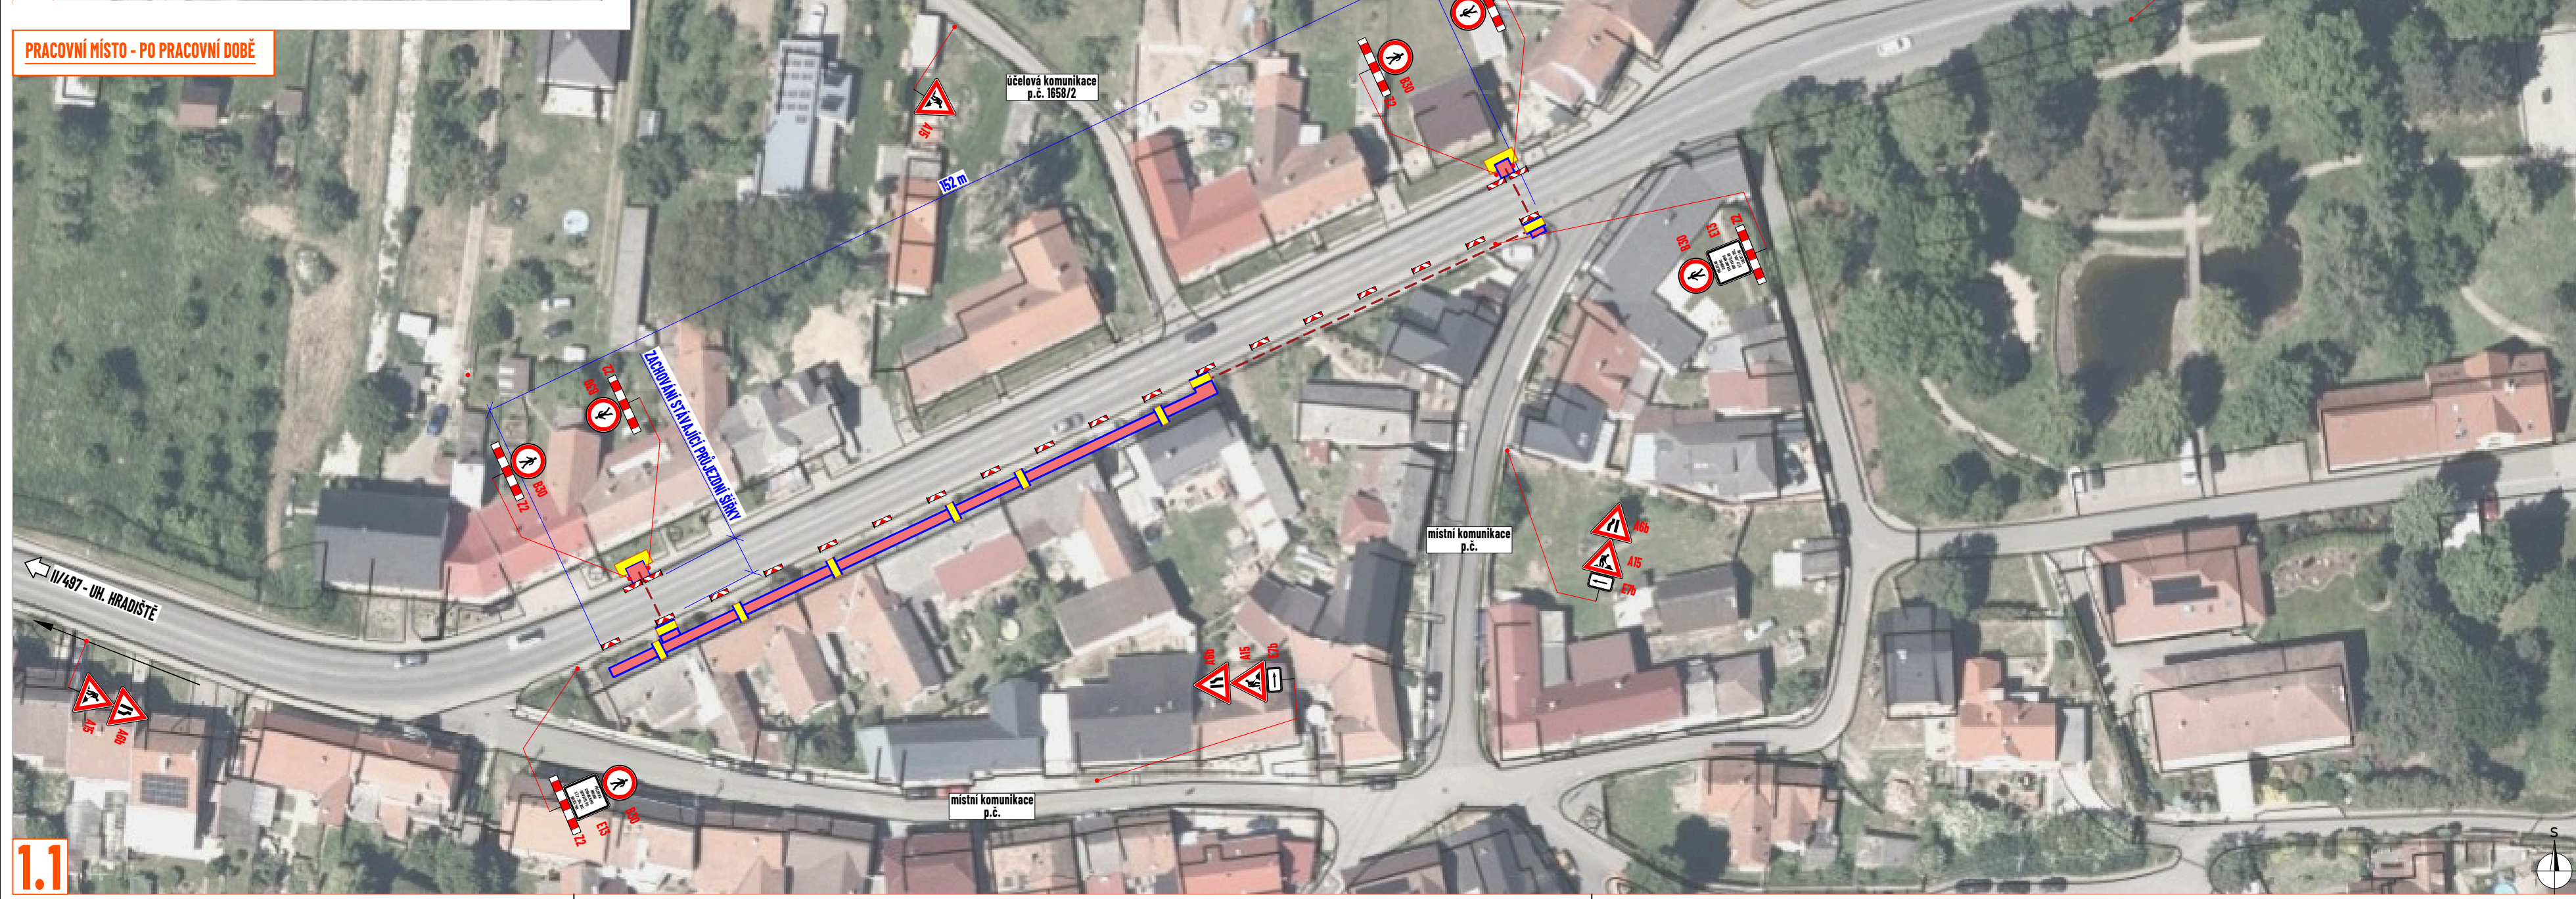 PRACOVNÍ MÍSTO - PO PRACOVNÍ DOBĚ
účelová komunikace
p.č. 1658/2
A15
B30
Z2
152 m
Z2
E13
B30
Z2
B30
ZACHOVÁNÍ STÁVAJÍCÍ PRŮJEZDNÍ ŠÍŘKY
B30
Z2
místní komunikace
p.č.
A6b
A15
E7b
II/497 - UH. HRADIŠTĚ
A15
A6b
A6b
A15
E7b
místní komunikace
p.č.
B30
E13
Z2
1.1
S